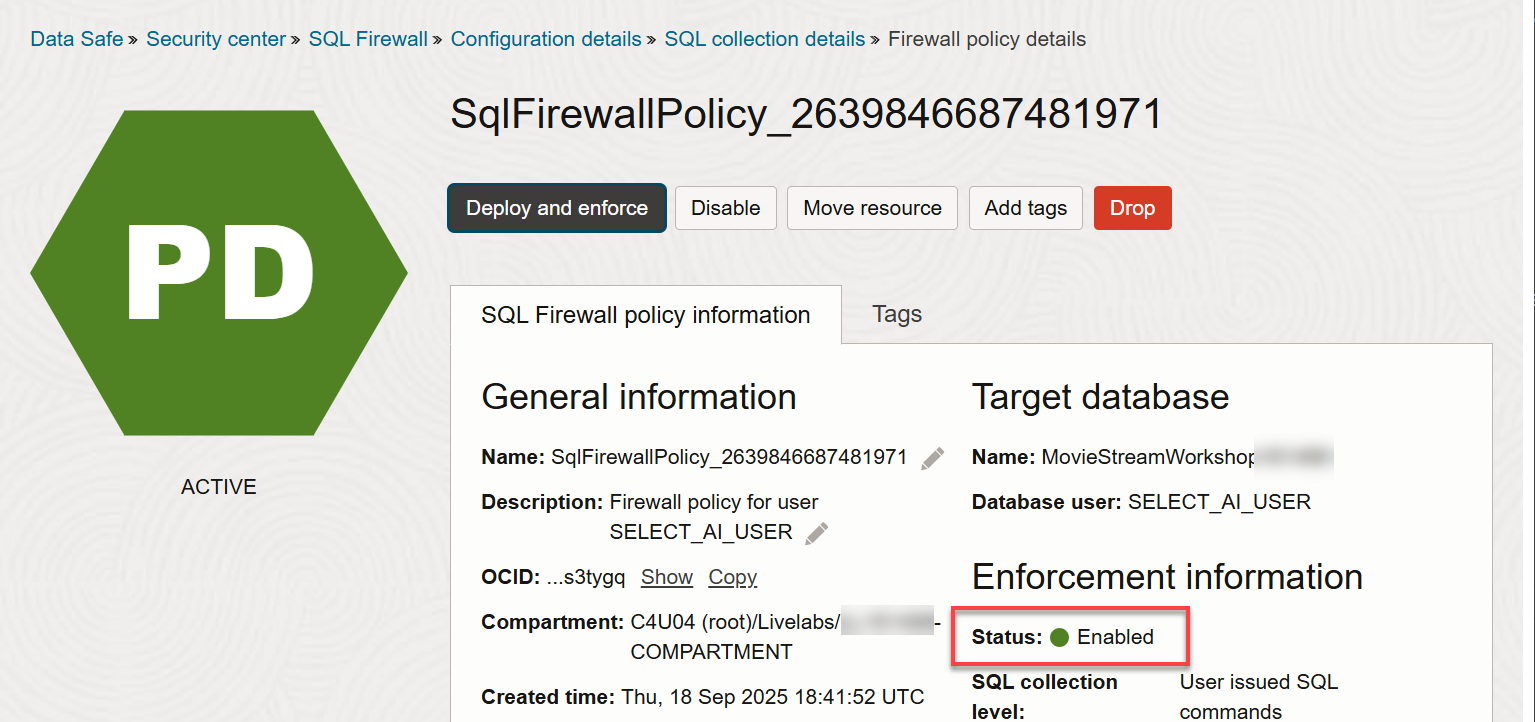 Data Safe » Security center » SQL Firewall » Configuration details » SQL collection details » Firewall policy details
SqlFirewallPolicy_2639846687481971
Deploy and enforce Disable Move resource Add tags Drop
PD
ACTIVE
SQL Firewall policy information Tags
General information
Name: SqlFirewallPolicy_2639846687481971
Description: Firewall policy for user
SELECT_AI_USER
OCID: ...s3tygq Show Copy
Compartment: C4U04 (root)/Livelabs/ -
COMPARTMENT
Created time: Thu, 18 Sep 2025 18:41:52 UTC
Target database
Name: MovieStreamWorkshop
Database user: SELECT_AI_USER
Enforcement information
Status: Enabled
SQL collection User issued SQL
level: commands